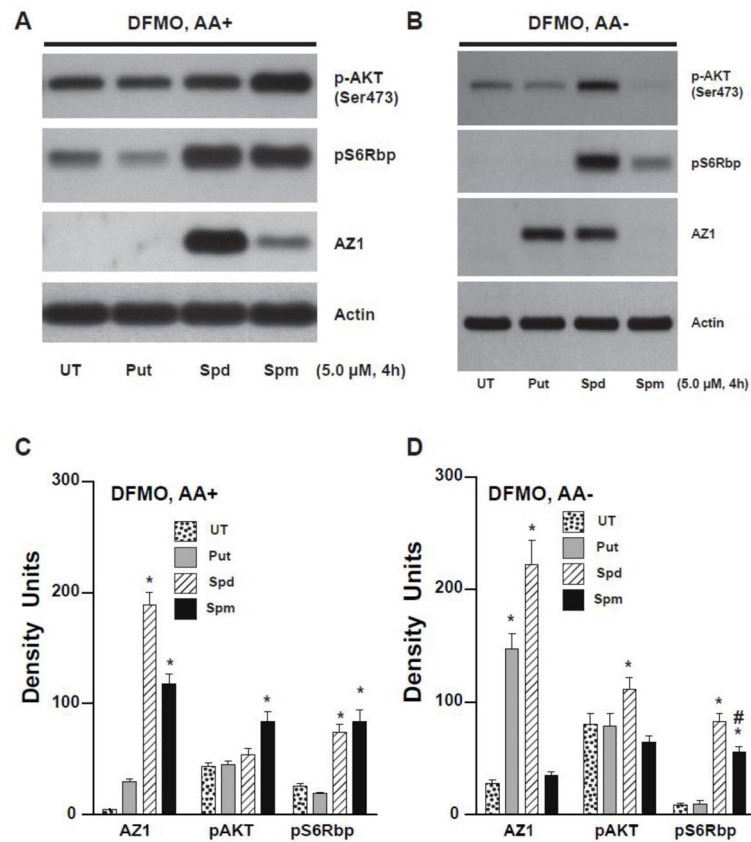 A
DFMO, AA+
p-AKT
(Ser473)
pS6Rbp
AZ1
Actin
UT Put Spd Spm (5.0 µM, 4h)
B
DFMO, AA-
p-AKT
(Ser473)
pS6Rbp
AZ1
Actin
UT Put Spd Spm (5.0 µM, 4h)
C
DFMO, AA+
UT
Put
Spd
Spm
Density Units
300
200
100
0
* * * * *
AZ1 pAKT pS6Rbp
D
DFMO, AA-
UT
Put
Spd
Spm
Density Units
300
200
100
0
* * * * # *
AZ1 pAKT pS6Rbp